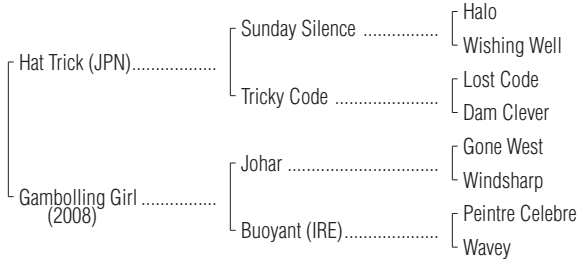 Halo
Sunday Silence ..................
Wishing Well
Hat Trick (JPN)....................
Lost Code
Tricky Code ........................
Dam Clever
Gone West
Johar ...................................
Windsharp
Gambolling Girl ..................
(2008)
Peintre Celebre
Buoyant (IRE)......................
Wavey